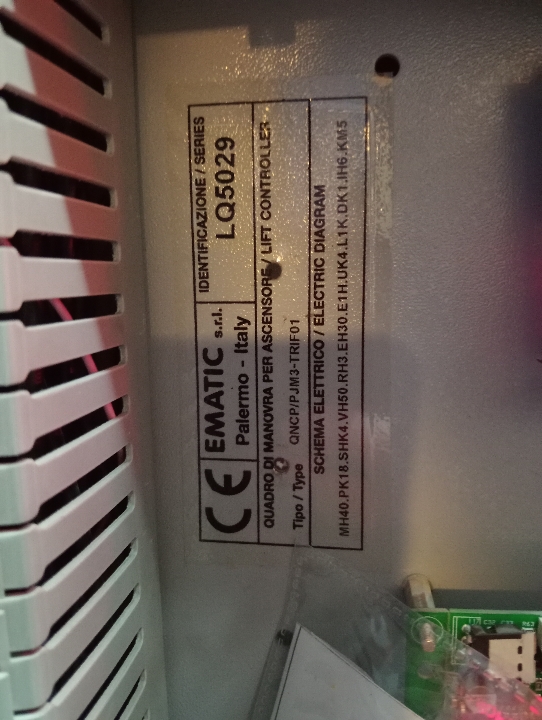 CE
EMATIC s.r.l.
Palermo - Italy
IDENTIFICAZIONE / SERIES
LQ5029
QUADRO DI MANOVRA PER ASCENSORE / LIFT CONTROLLER
Tipo / Type QNCP/PJM3-TRIF01
SCHEMA ELETTRICO / ELECTRIC DIAGRAM
MH40.PK18.SHK4.VH50.RH3.EH30.E1H.UK4.L1K.DK1.IH6.KM5